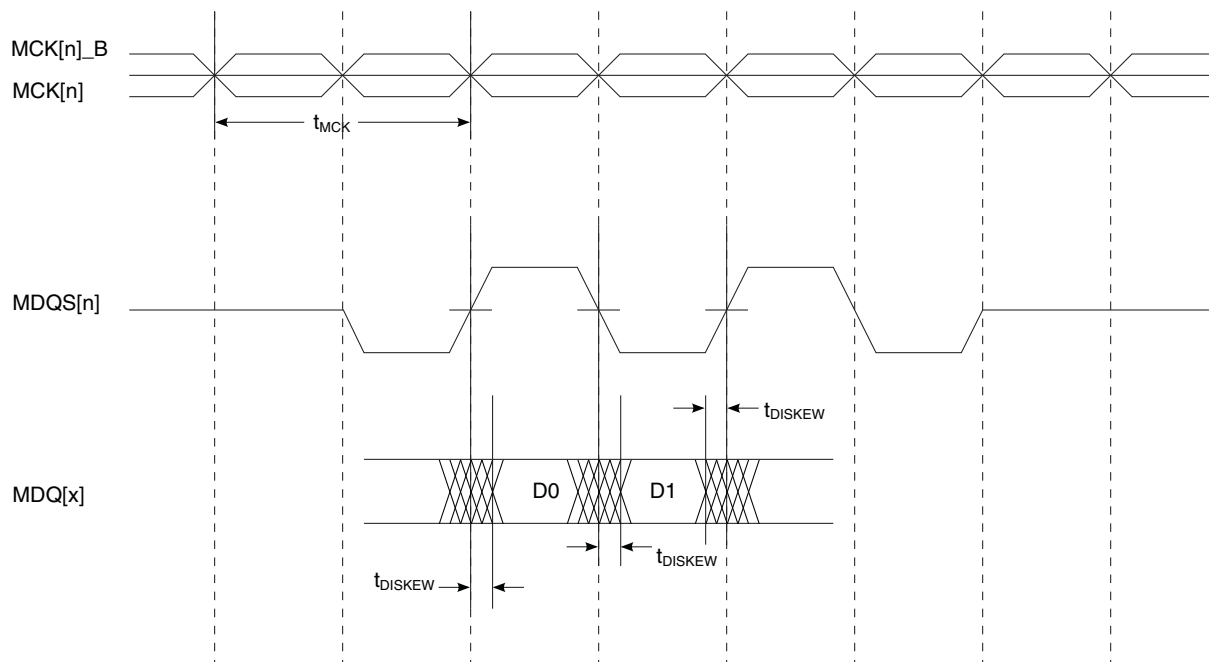 MCK[n]_B
MCK[n]
tMCK
MDQS[n]
tDISKEW
MDQ[x]
D0
D1
tDISKEW
tDISKEW